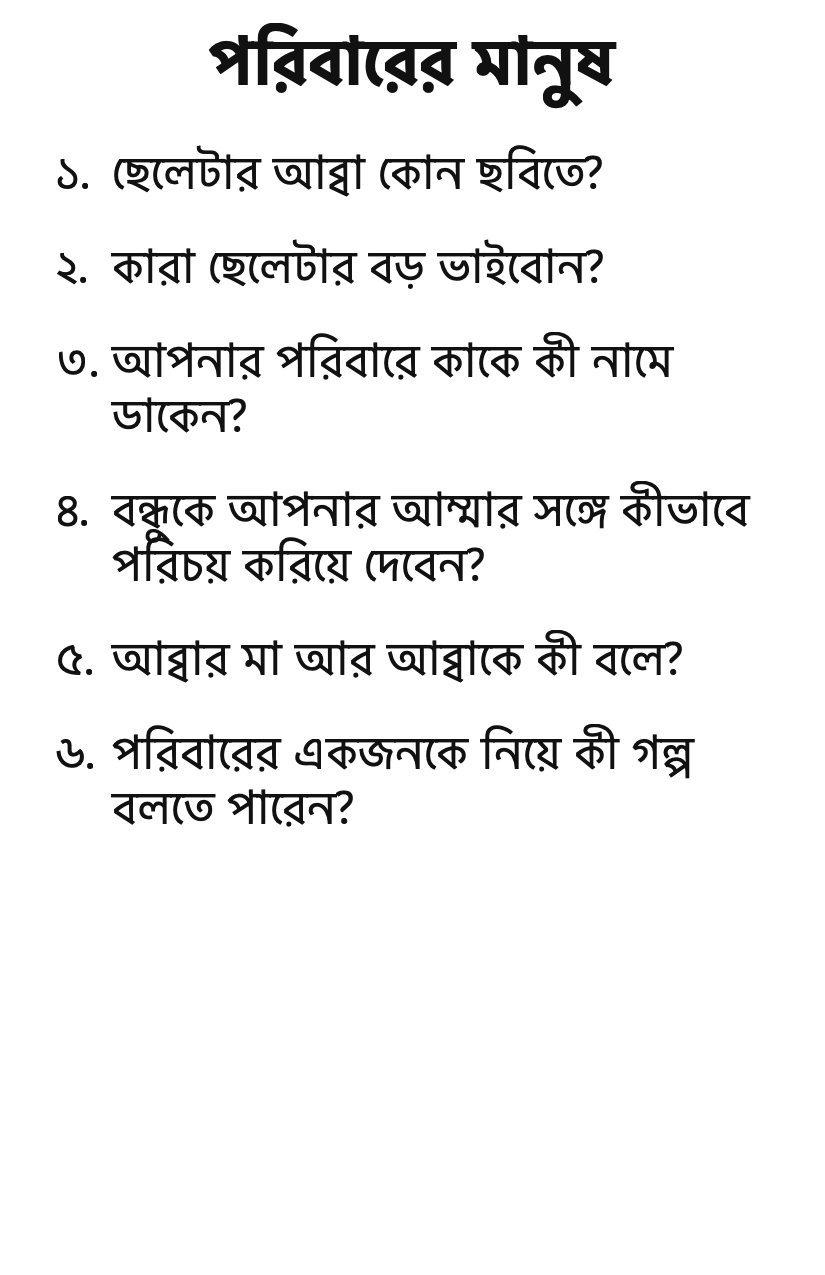 পরিবারের মানুষ
১. ছেলেটার আব্বা কোন ছবিতে?
২. কারা ছেলেটার বড় ভাইবোন?
৩. আপনার পরিবারে কাকে কী নামে
ডাকেন?
৪. বন্ধুকে আপনার আম্মার সঙ্গে কীভাবে
পরিচয় করিয়ে দেবেন?
৫. আব্বার মা আর আব্বাকে কী বলে?
৬. পরিবারের একজনকে নিয়ে কী গল্প
বলতে পারেন?